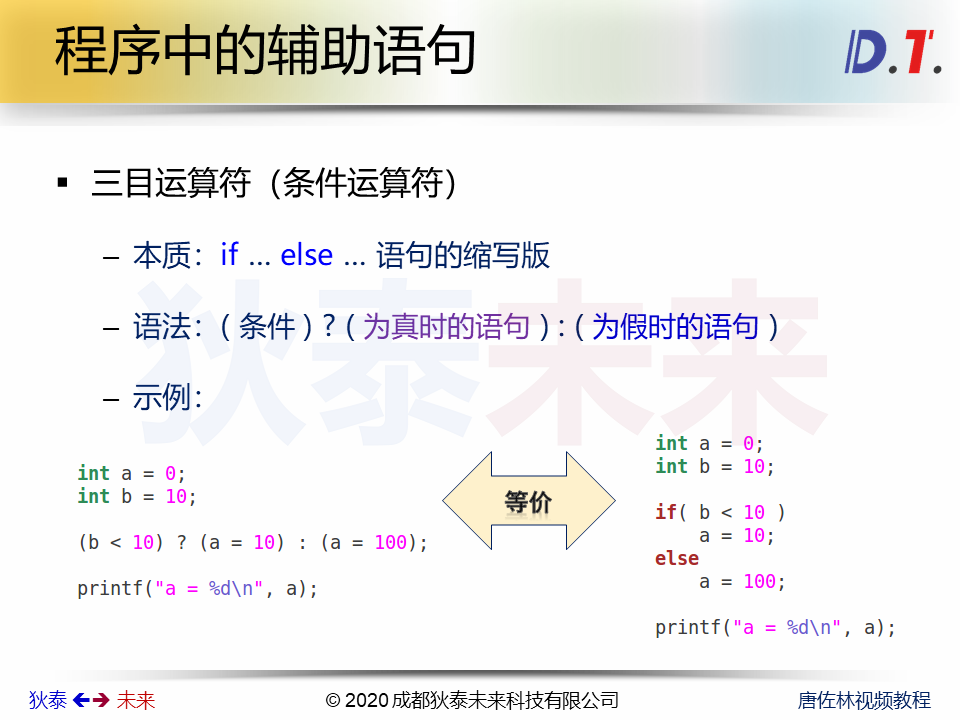 程序中的辅助语句
D.T.
▪ 三目运算符（条件运算符）
– 本质：if ... else ... 语句的缩写版
– 语法：( 条件 ) ? ( 为真时的语句 ) : ( 为假时的语句 )
– 示例：
狄泰未来
int a = 0;
int b = 10;
(b < 10) ? (a = 10) : (a = 100);
printf("a = %d\n", a);
等价
int a = 0;
int b = 10;
if( b < 10 )
a = 10;
else
a = 100;
printf("a = %d\n", a);
狄泰 未来
© 2020 成都狄泰未来科技有限公司
唐佐林视频教程